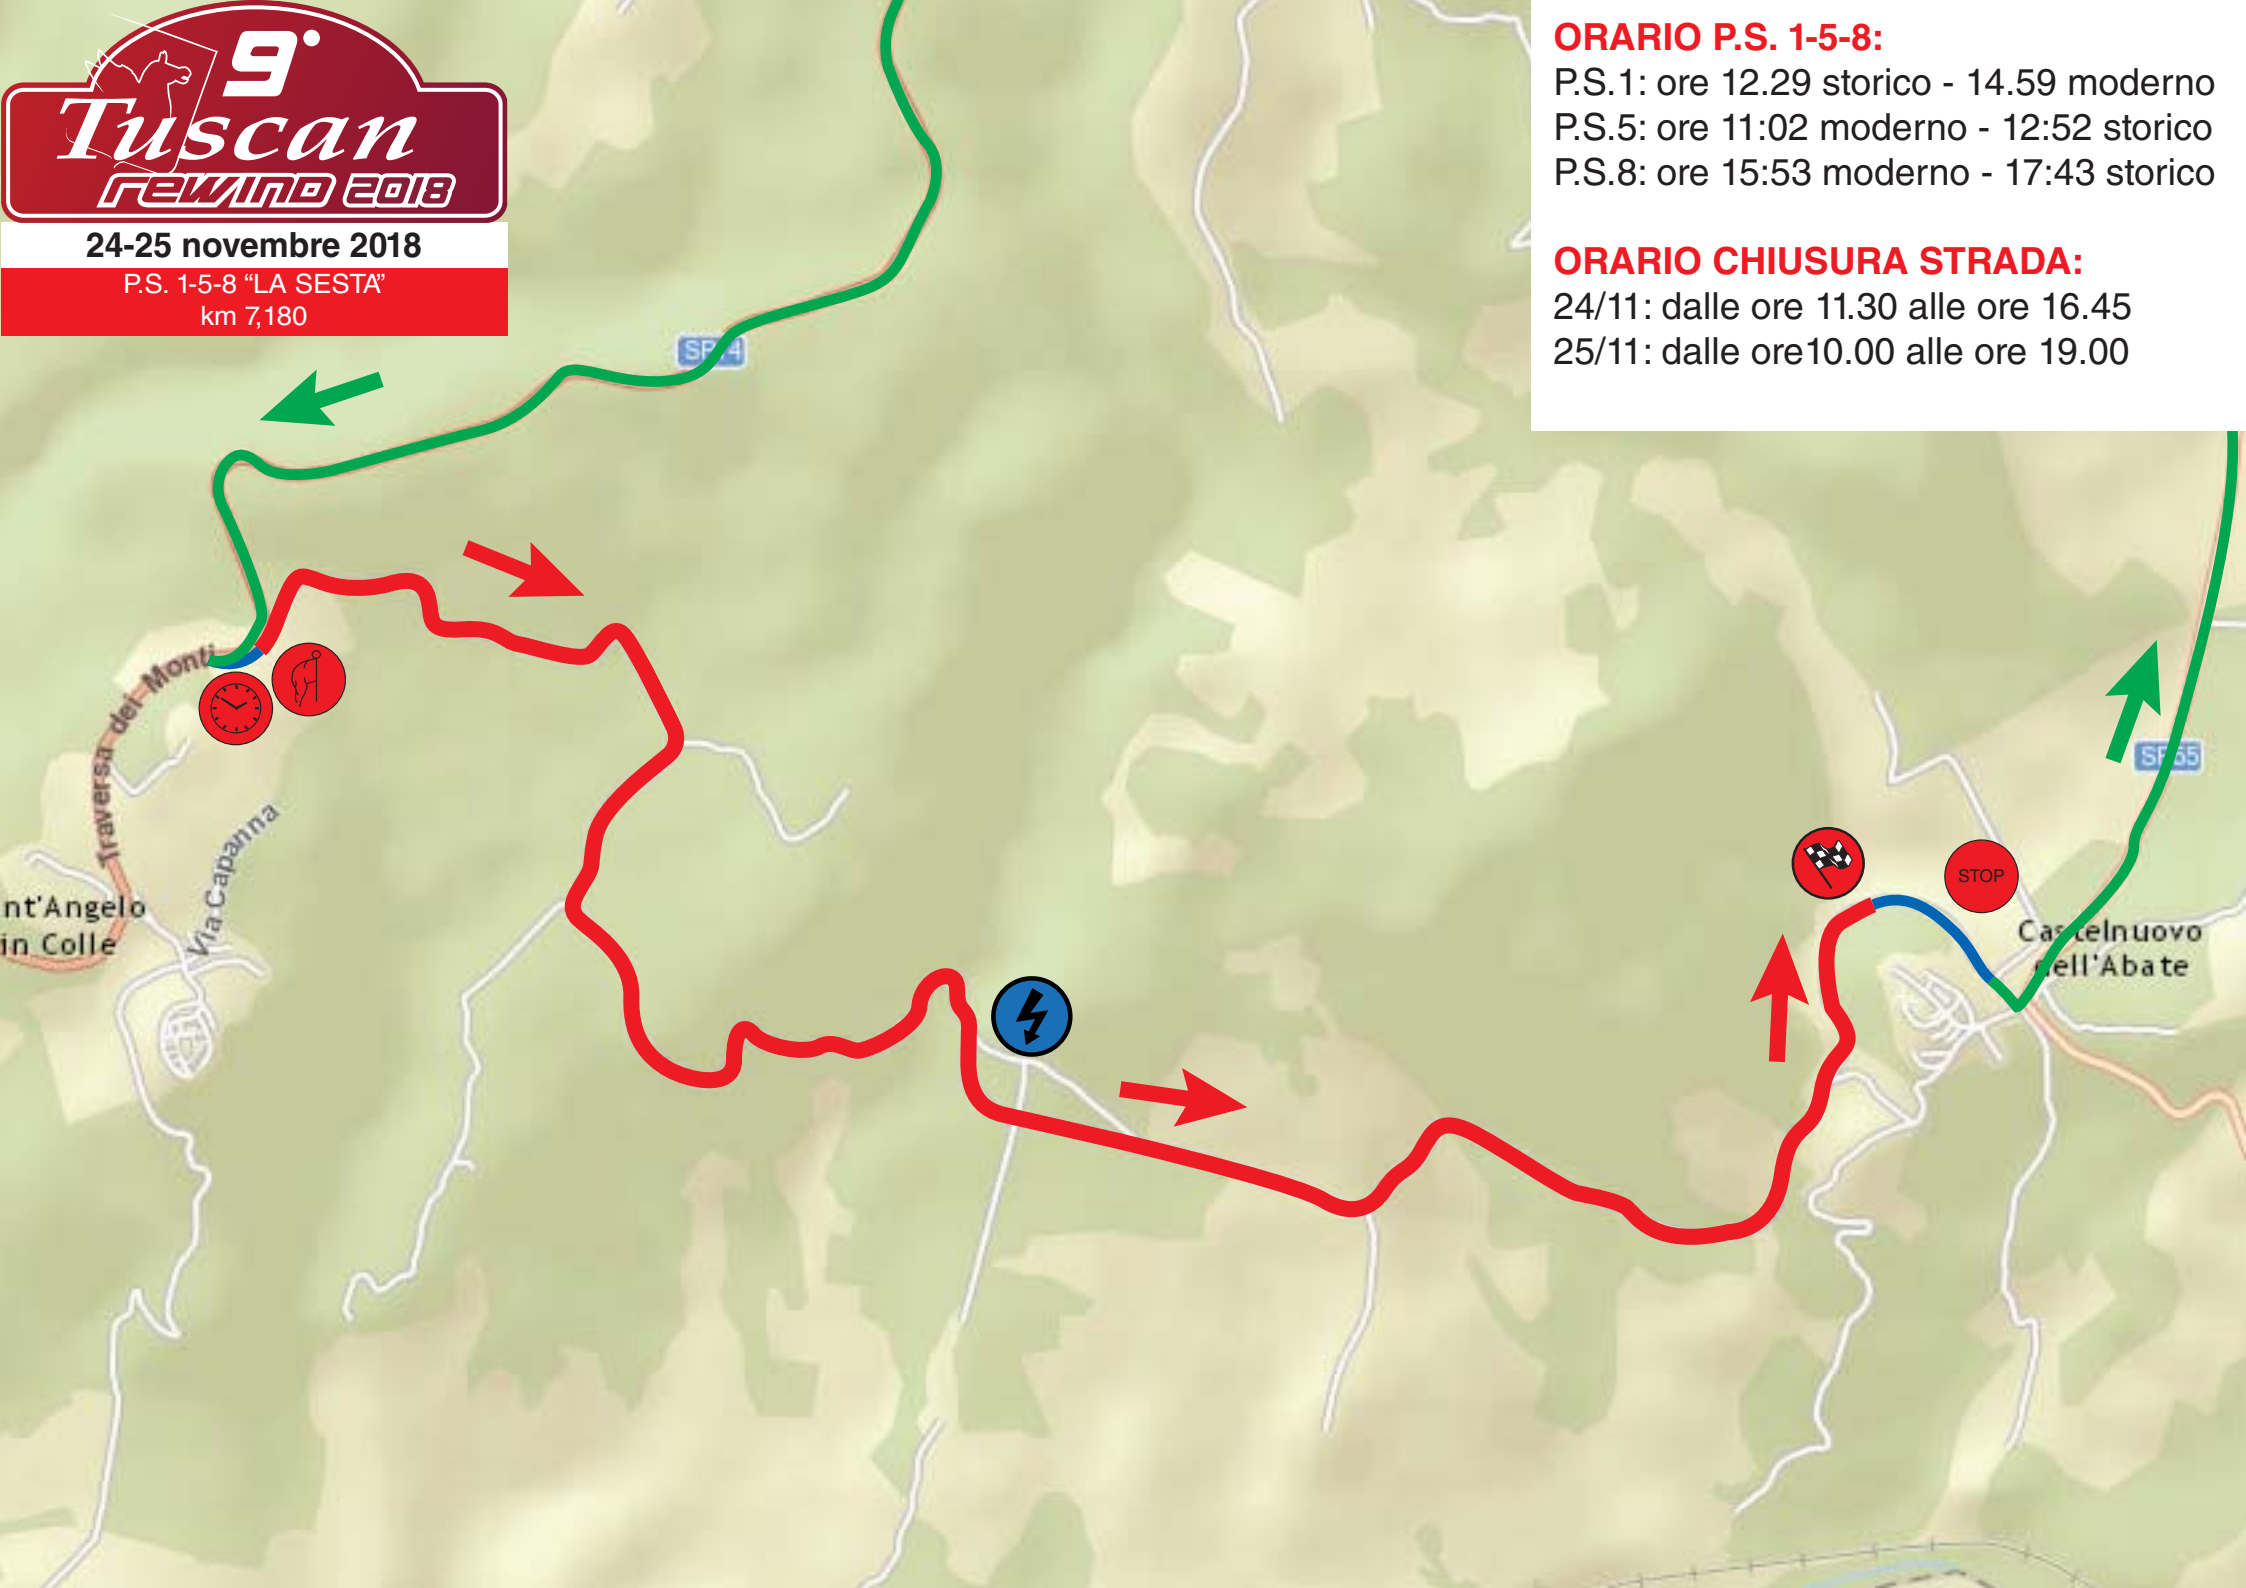 9°
Tuscan
rewind 2018
24-25 novembre 2018
P.S. 1-5-8 “LA SESTA”
km 7,180
ORARIO P.S. 1-5-8:
P.S.1: ore 12.29 storico - 14.59 moderno
P.S.5: ore 11:02 moderno - 12:52 storico
P.S.8: ore 15:53 moderno - 17:43 storico
ORARIO CHIUSURA STRADA:
24/11: dalle ore 11.30 alle ore 16.45
25/11: dalle ore10.00 alle ore 19.00
Traversa dei Monti
Via Capanna
nt'Angelo
in Colle
STOP
Castelnuovo
dell'Abate